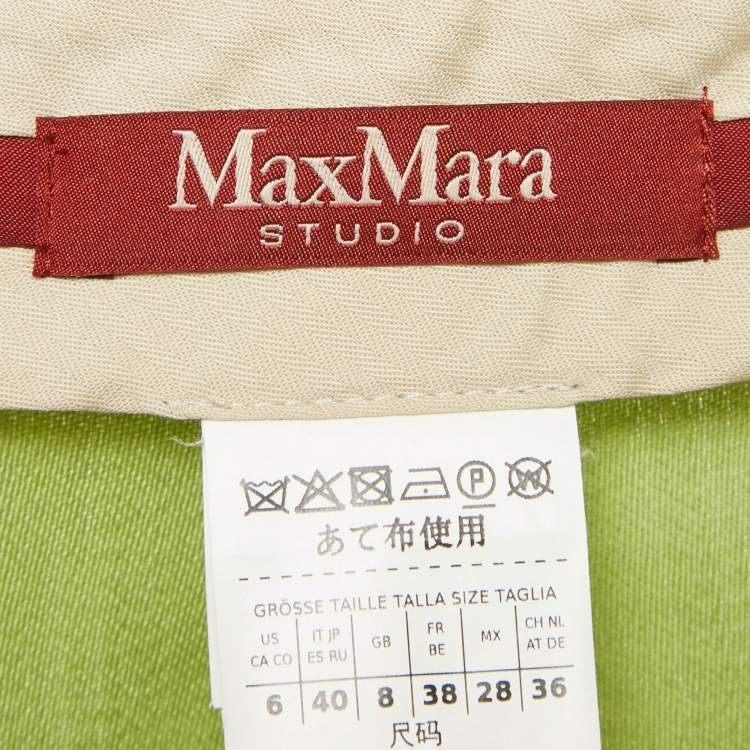 MaxMara
STUDIO
P W
あて布使用
GRÖSSE TAILLE TALLA SIZE TAGLIA
US IT JP GB FR MX CH NL
CA CO ES RU BE AT DE
6 40 8 38 28 36
尺码